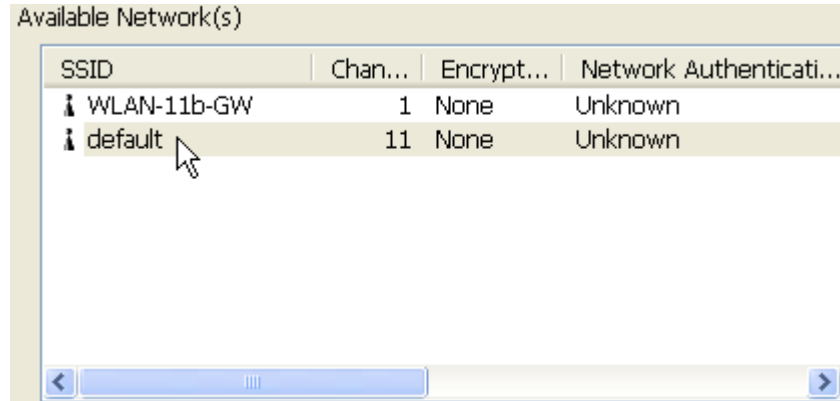 Available Network(s)
SSID Chan... Encrypt... Network Authenticati...
WLAN-11b-GW 1 None Unknown
default 11 None Unknown